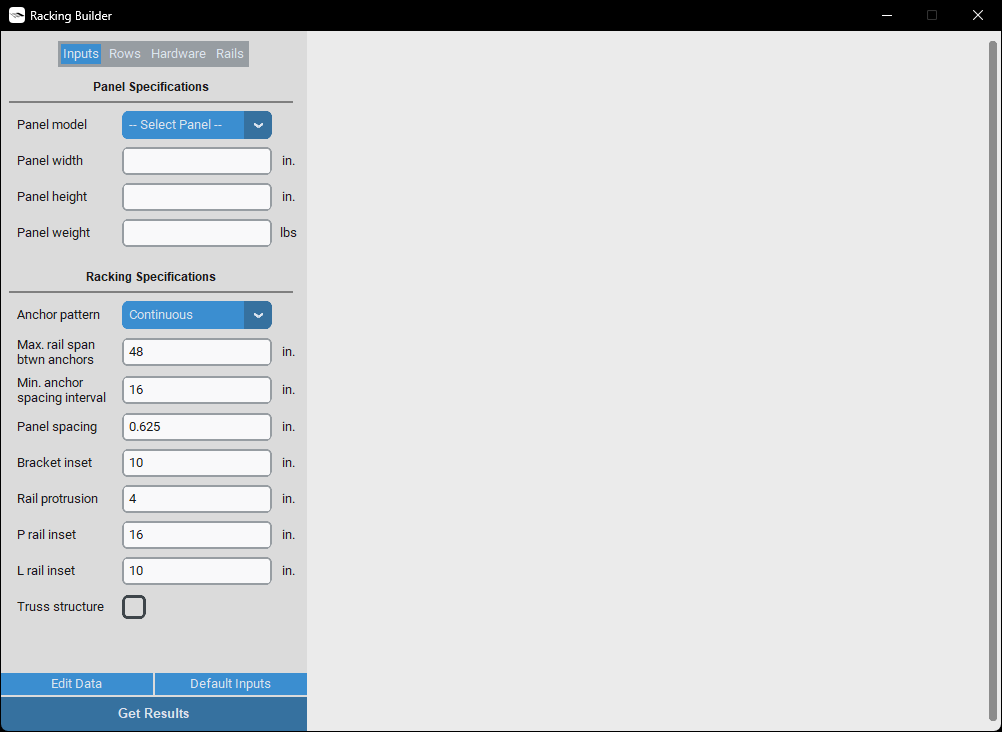 Racking Builder
Inputs Rows Hardware Rails
Panel Specifications
Panel model -- Select Panel --
Panel width in.
Panel height in.
Panel weight lbs
Racking Specifications
Anchor pattern Continuous
Max. rail span
btwn anchors 48 in.
Min. anchor
spacing interval 16 in.
Panel spacing 0.625 in.
Bracket inset 10 in.
Rail protrusion 4 in.
P rail inset 16 in.
L rail inset 10 in.
Truss structure
Edit Data Default Inputs
Get Results